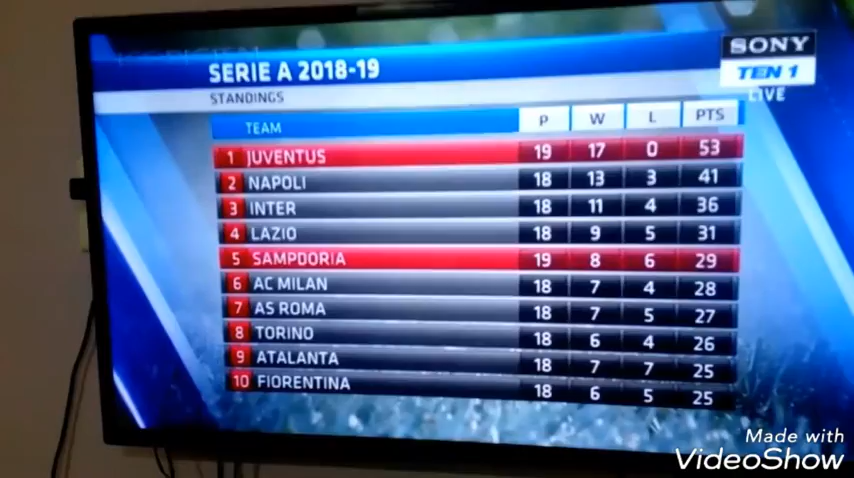 SERIE A 2018-19
STANDINGS
SONY
TEN 1
LIVE
TEAM P W L PTS
1 JUVENTUS 19 17 0 53
2 NAPOLI 18 13 3 41
3 INTER 18 11 4 36
4 LAZIO 18 9 5 31
5 SAMPDORIA 19 8 6 29
6 AC MILAN 18 7 4 28
7 AS ROMA 18 7 5 27
8 TORINO 18 6 4 26
9 ATALANTA 18 7 7 25
10 FIORENTINA 18 6 5 25
Made with
VideoShow